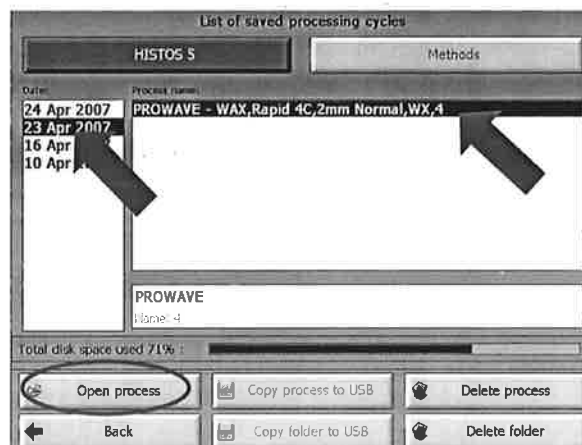 List of saved processing cycles
HISTOS 5
Methods
Date:
Process name:
24 Apr 2007
23 Apr 2007
16 Apr
10 Apr
PROWAVE - WAX,Rapid 4C,2mm Normal,WX,4
PROWAVE
Name: 4
Total disk space used 71% :
Open process
Copy process to USB
Delete process
Back
Copy folder to USB
Delete folder